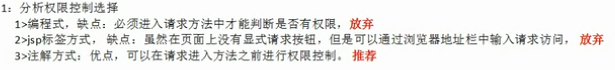 1：分析权限控制选择
1>编程式，缺点：必须进入请求方法中才能判断是否有权限，放弃
2>jsp标签方式，缺点：虽然在页面上没有显式请求按钮，但是可以通过浏览器地址栏中输入请求访问，放弃
3>注解方式：优点，可以在请求进入方法之前进行权限控制。推荐